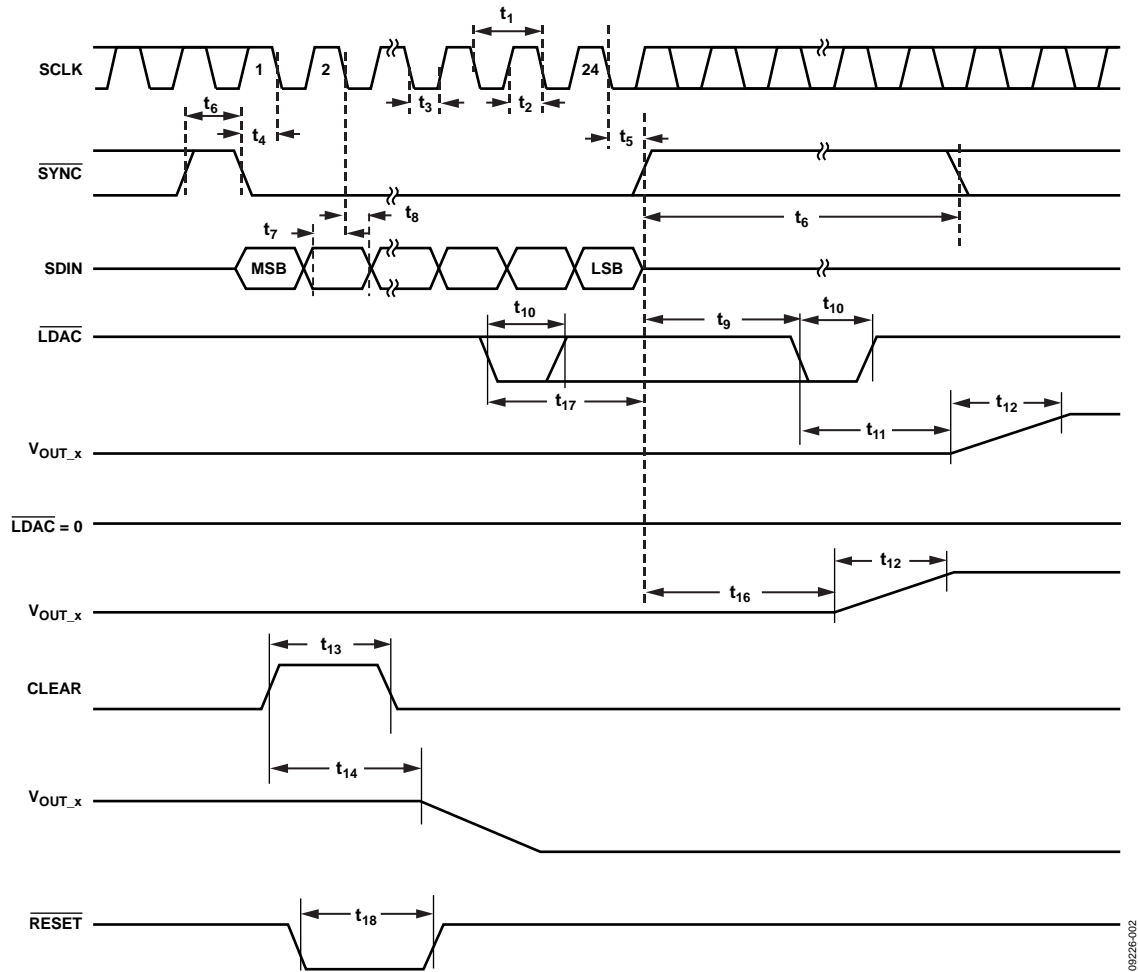 t1
SCLK
1
2
24
t3
t2
t6
t4
t5
SYNC
t6
t7
t8
SDIN
MSB
LSB
t10
t9
t10
LDAC
t17
t12
t11
VOUT_x
LDAC = 0
t12
t16
VOUT_x
t13
CLEAR
t14
VOUT_x
t18
RESET
09226-002